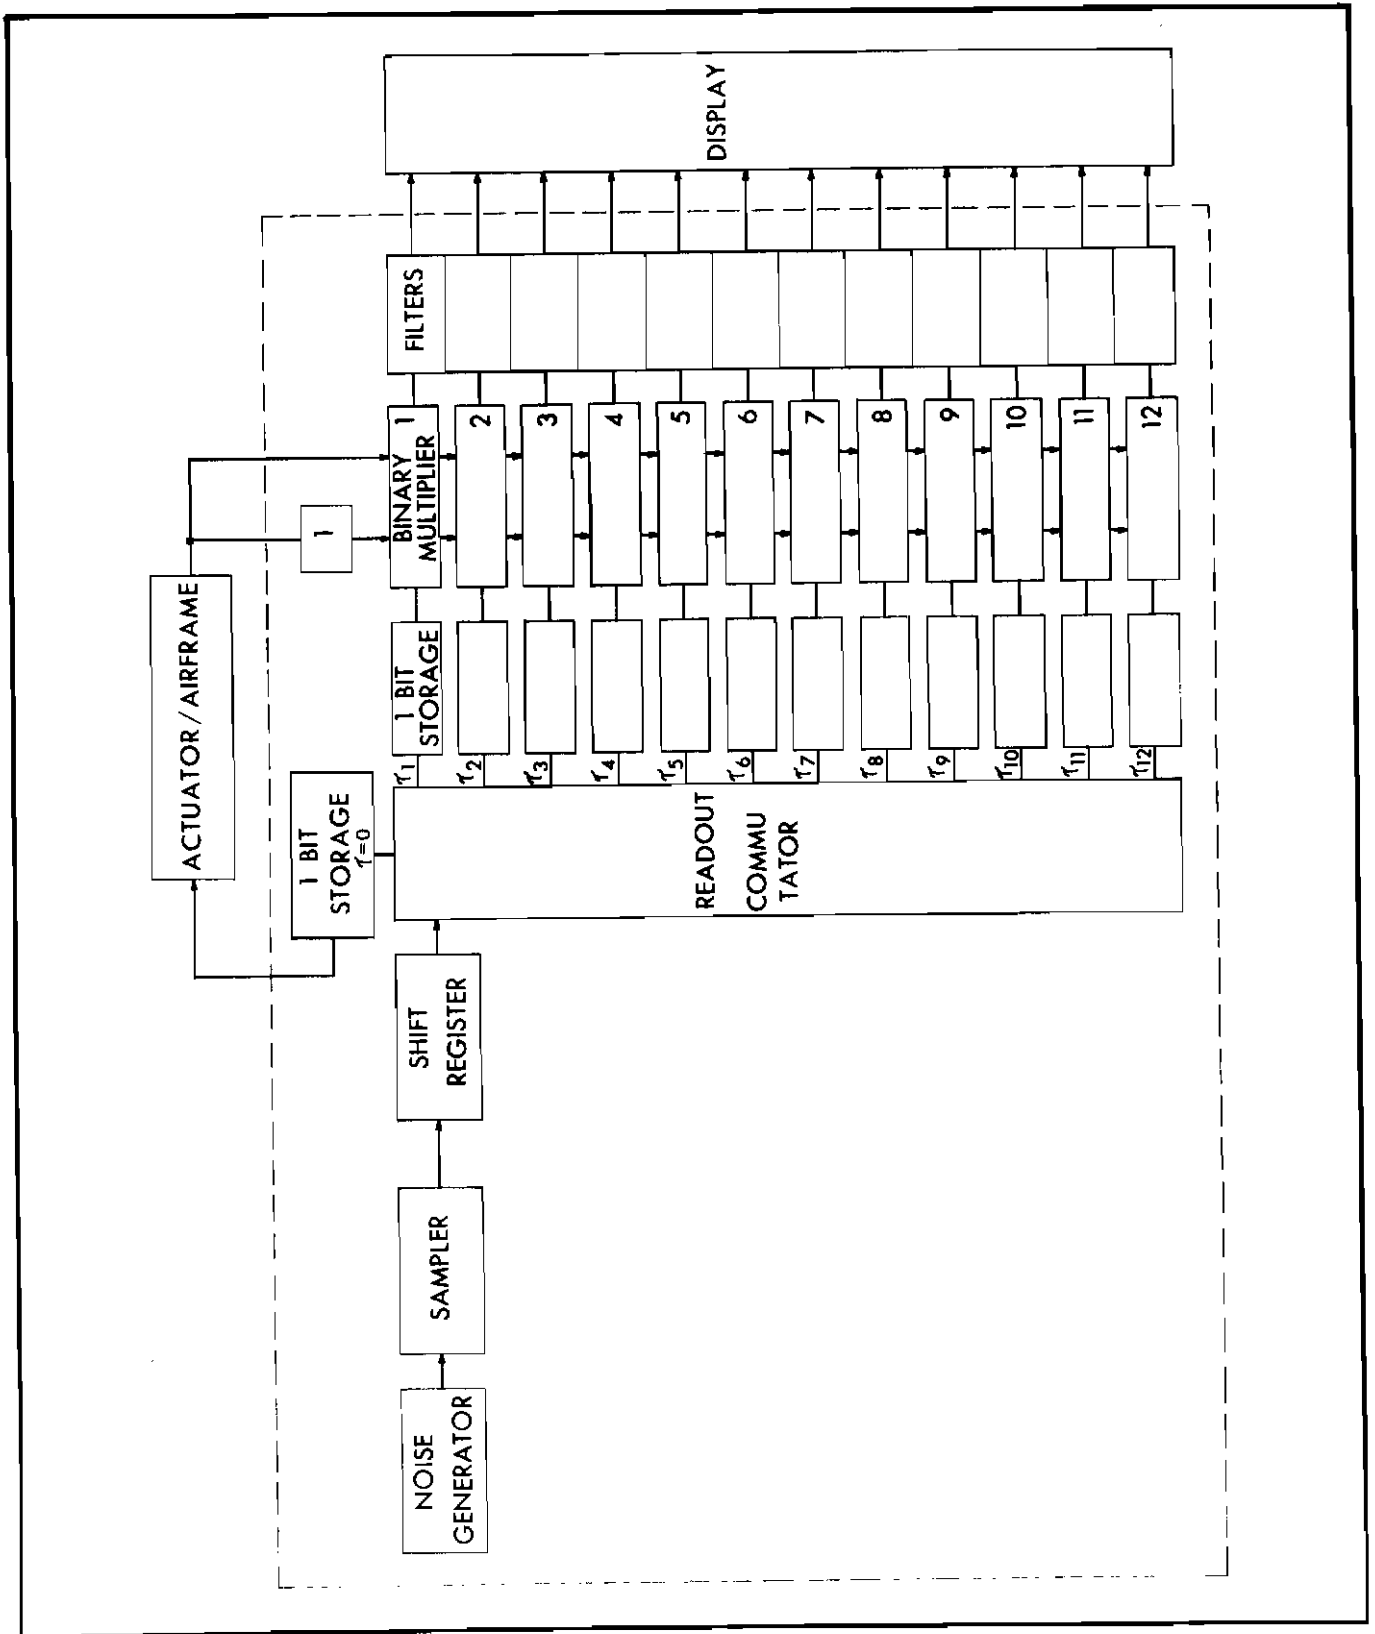 ACTUATOR/AIRFRAME
1 BIT
STORAGE
τ=0
1
NOISE
GENERATOR
SAMPLER
SHIFT
REGISTER
READOUT
COMMU
TATOR
τ1
τ2
τ3
τ4
τ5
τ6
τ7
τ8
τ9
τ10
τ11
τ12
1 BIT
STORAGE
BINARY
MULTIPLIER
1
2
3
4
5
6
7
8
9
10
11
12
FILTERS
DISPLAY